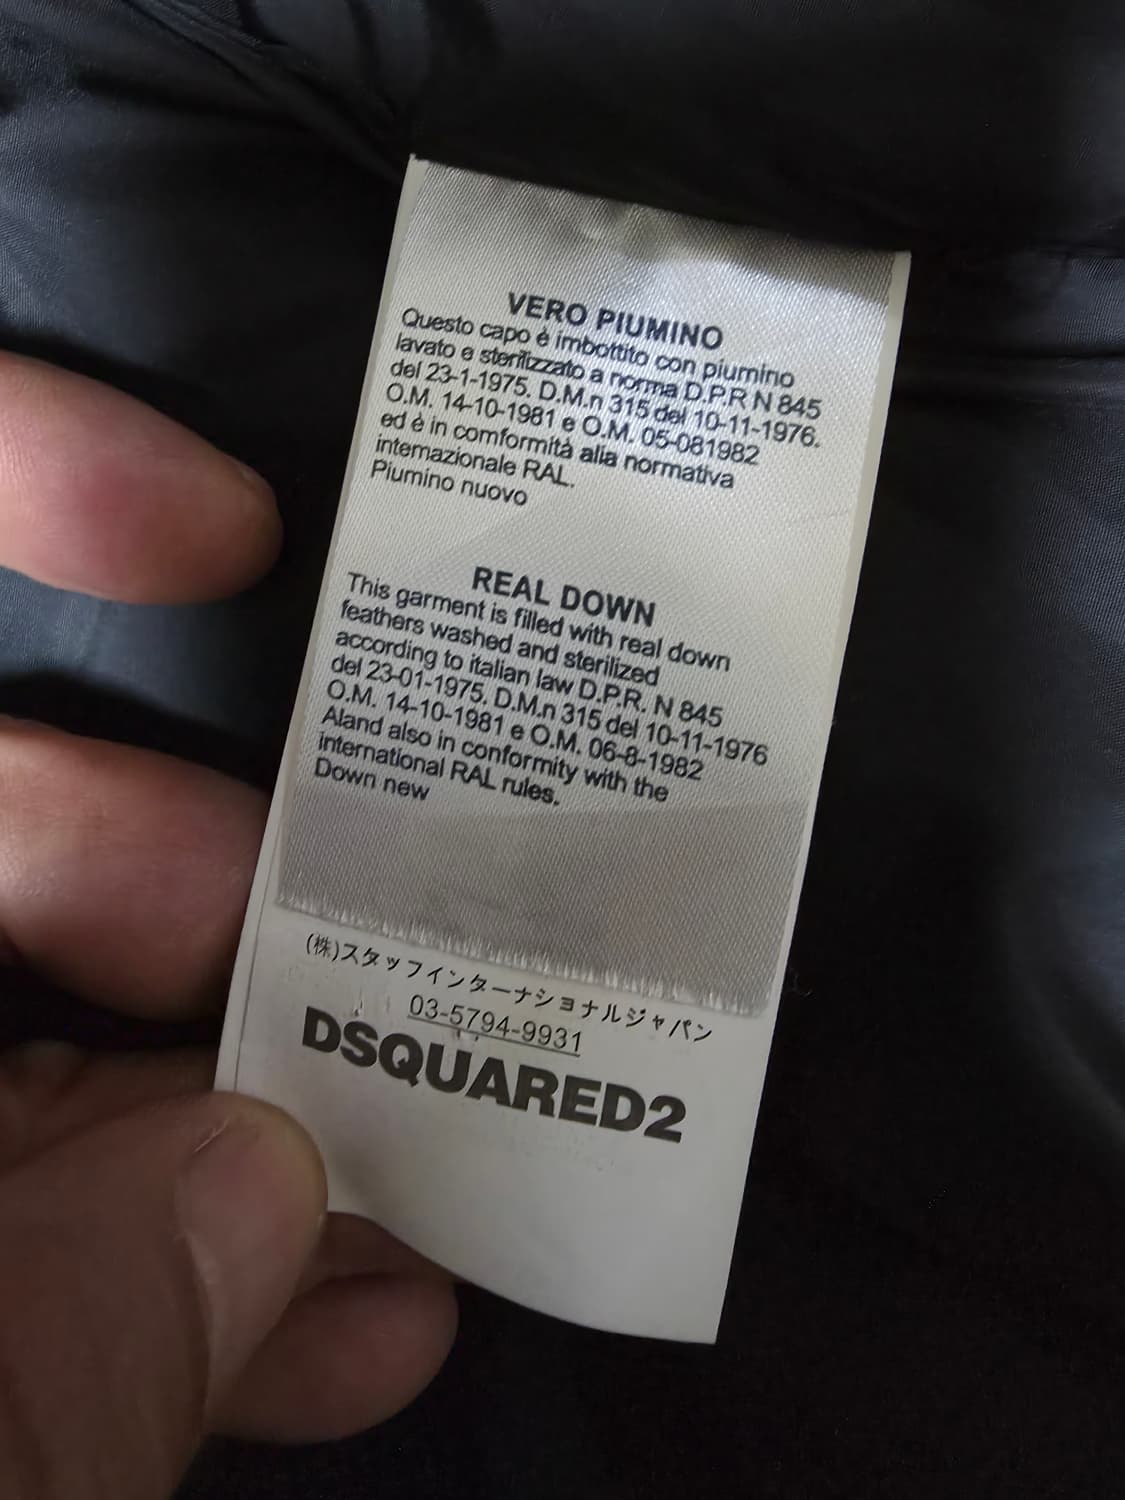 VERO PIUMINO
Questo capo è imbottito con piumino
lavato e sterilizzato a norma D.P.R N 845
del 23-1-1975. D.M.n 315 del 10-11-1976.
O.M. 14-10-1981 e O.M. 05-081982
ed è in comformità alla normativa
internazionale RAL.
Piumino nuovo
REAL DOWN
This garment is filled with real down
feathers washed and sterilized
according to italian law D.P.R. N 845
del 23-01-1975. D.M.n 315 del 10-11-1976
O.M. 14-10-1981 e O.M. 06-8-1982
Aland also in conformity with the
international RAL rules.
Down new
(株)スタッフインターナショナルジャパン
03-5794-9931
DSQUARED2